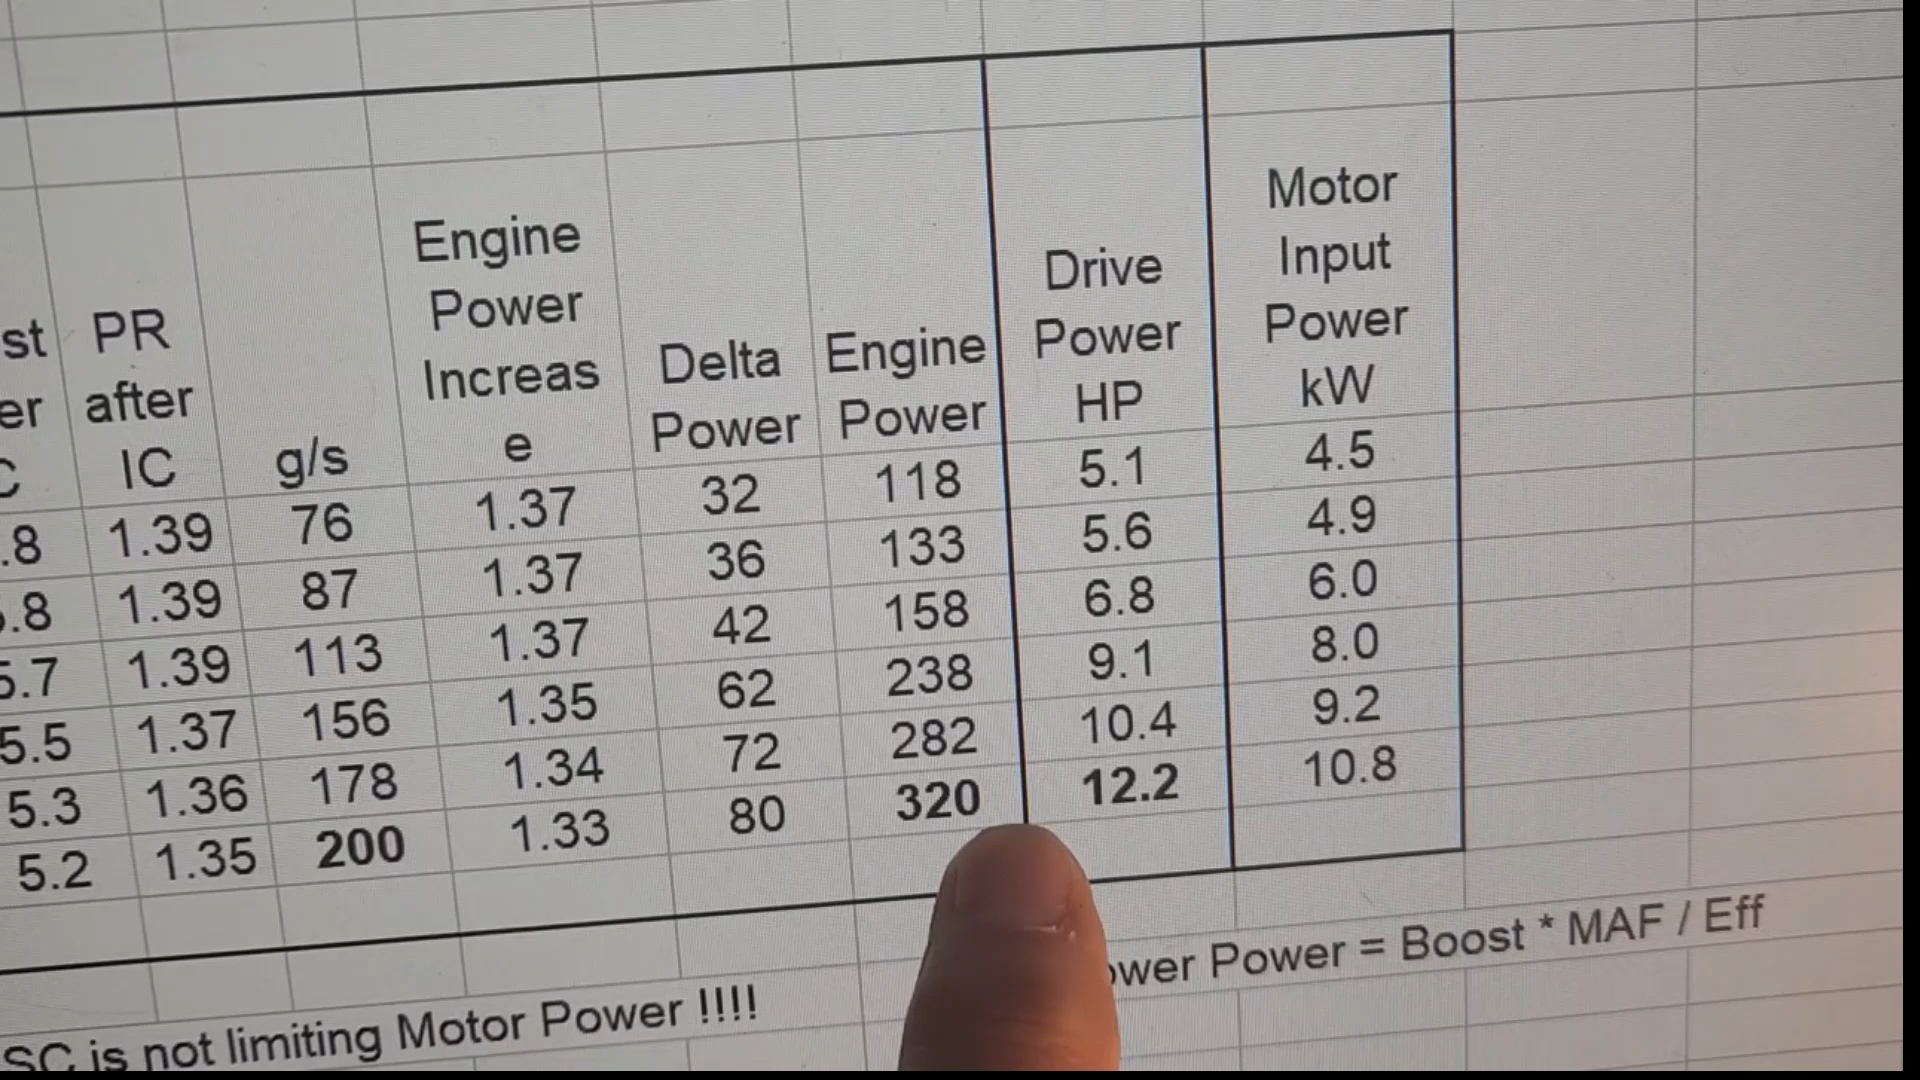 PR after IC
g/s
Engine Power Increas e
Delta Power
Engine Power
Drive Power HP
Motor Input Power kW
.8 1.39 76 1.37 32 118 5.1 4.5
.8 1.39 87 1.37 36 133 5.6 4.9
5.7 1.39 113 1.37 42 158 6.8 6.0
5.5 1.37 156 1.35 62 238 9.1 8.0
5.3 1.36 178 1.34 72 282 10.4 9.2
5.2 1.35 200 1.33 80 320 12.2 10.8
Power = Boost * MAF / Eff
SC is not limiting Motor Power !!!!